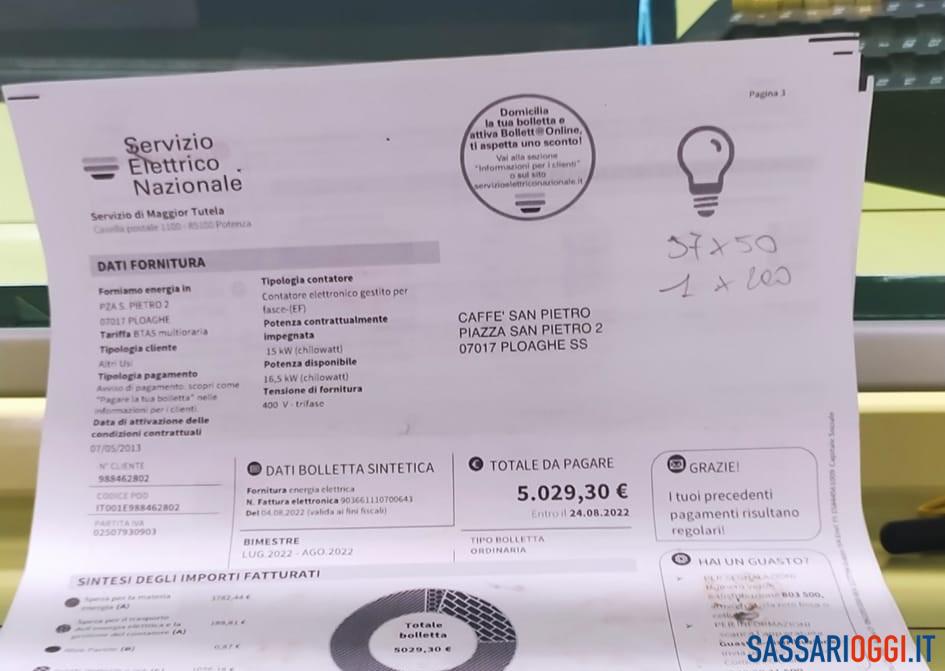 Pagina 3
Servizio
Elettrico
Nazionale
Servizio di Maggior Tutela
Casella postale 1100 - 85100 Potenza
Domicilia
la tua bolletta e
attiva Bollett@Online,
ti aspetta uno sconto!
Vai alla sezione
"Informazioni per i clienti"
o sul sito
servizioelettriconazionale.it
37 x 50
1 x 200
DATI FORNITURA
Forniamo energia in
PZA S. PIETRO 2
07017 PLOAGHE
Tariffa BTAS multioraria
Tipologia cliente
Altri Usi
Tipologia pagamento
Avviso di pagamento: scopri come
"Pagare la tua bolletta" nelle
informazioni per i clienti.
Data di attivazione delle
condizioni contrattuali
07/05/2013
Tipologia contatore
Contatore elettronico gestito per
fasce-(EF)
Potenza contrattualmente
impegnata
15 kW (chilowatt)
Potenza disponibile
16,5 kW (chilowatt)
Tensione di fornitura
400 V - trifase
CAFFE' SAN PIETRO
PIAZZA SAN PIETRO 2
07017 PLOAGHE SS
N° CLIENTE
988462802
CODICE POD
IT001E988462802
PARTITA IVA
02507930903
DATI BOLLETTA SINTETICA
Fornitura energia elettrica
N. Fattura elettronica 903661110700643
Del 04.08.2022 (valida ai fini fiscali)
BIMESTRE
LUG.2022 - AGO.2022
TOTALE DA PAGARE
5.029,30 €
Entro il 24.08.2022
TIPO BOLLETTA
ORDINARIA
GRAZIE!
I tuoi precedenti
pagamenti risultano
regolari!
HAI UN GUASTO?
PER SEGNALAZIONI
803 500,
PER INFORMAZIONI
SINTESI DEGLI IMPORTI FATTURATI
Spesa per la materia
energia (A)
Spesa per il trasporto
dell'energia elettrica e la
gestione del contatore (A)
Totale
bolletta
5029,30 €
SASSARIOGGI.IT